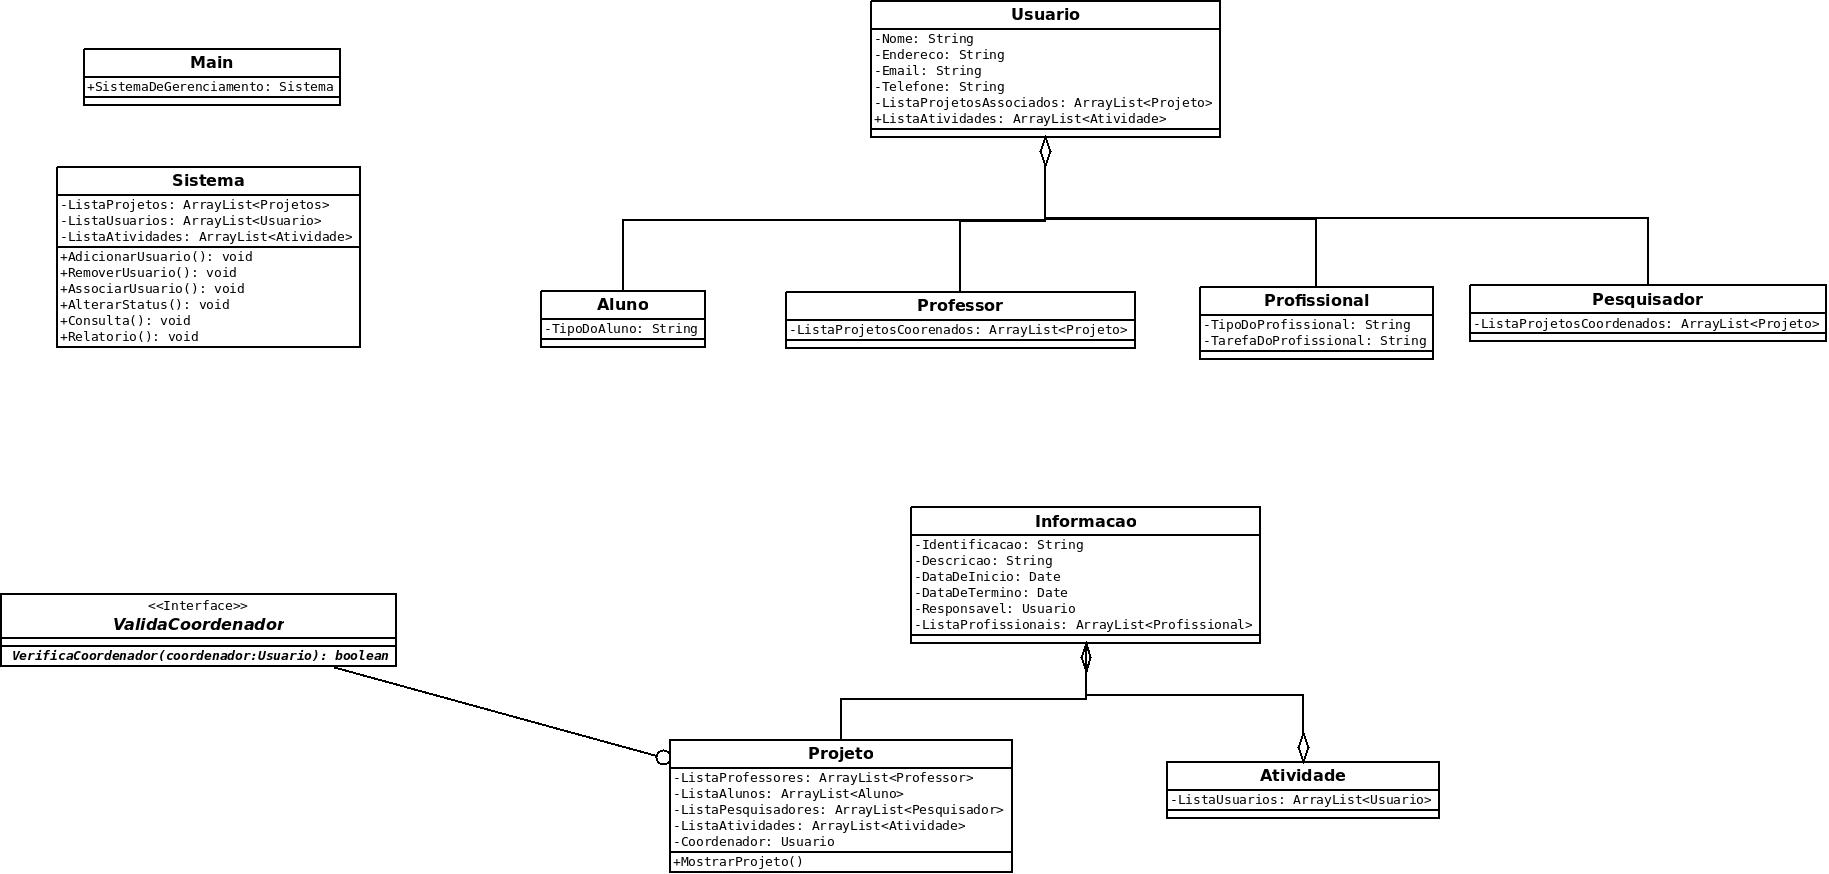 Main
+SistemaDeGerenciamento: Sistema
Sistema
-ListaProjetos: ArrayList<Projetos>
-ListaUsuarios: ArrayList<Usuario>
-ListaAtividades: ArrayList<Atividade>
+AdicionarUsuario(): void
+RemoverUsuario(): void
+AssociarUsuario(): void
+AlterarStatus(): void
+Consulta(): void
+Relatorio(): void
Usuario
-Nome: String
-Endereco: String
-Email: String
-Telefone: String
-ListaProjetosAssociados: ArrayList<Projeto>
+ListaAtividades: ArrayList<Atividade>
Aluno
-TipoDoAluno: String
Professor
-ListaProjetosCoorenados: ArrayList<Projeto>
Profissional
-TipoDoProfissional: String
-TarefaDoProfissional: String
Pesquisador
-ListaProjetosCoordenados: ArrayList<Projeto>
<<Interface>>
ValidaCoordenador
VerificaCoordenador(coordenador:Usuario): boolean
Informacao
-Identificacao: String
-Descricao: String
-DataDeInicio: Date
-DataDeTermino: Date
-Responsavel: Usuario
-ListaProfissionais: ArrayList<Profissional>
Projeto
-ListaProfessores: ArrayList<Professor>
-ListaAlunos: ArrayList<Aluno>
-ListaPesquisadores: ArrayList<Pesquisador>
-ListaAtividades: ArrayList<Atividade>
-Coordenador: Usuario
+MostrarProjeto()
Atividade
-ListaUsuarios: ArrayList<Usuario>